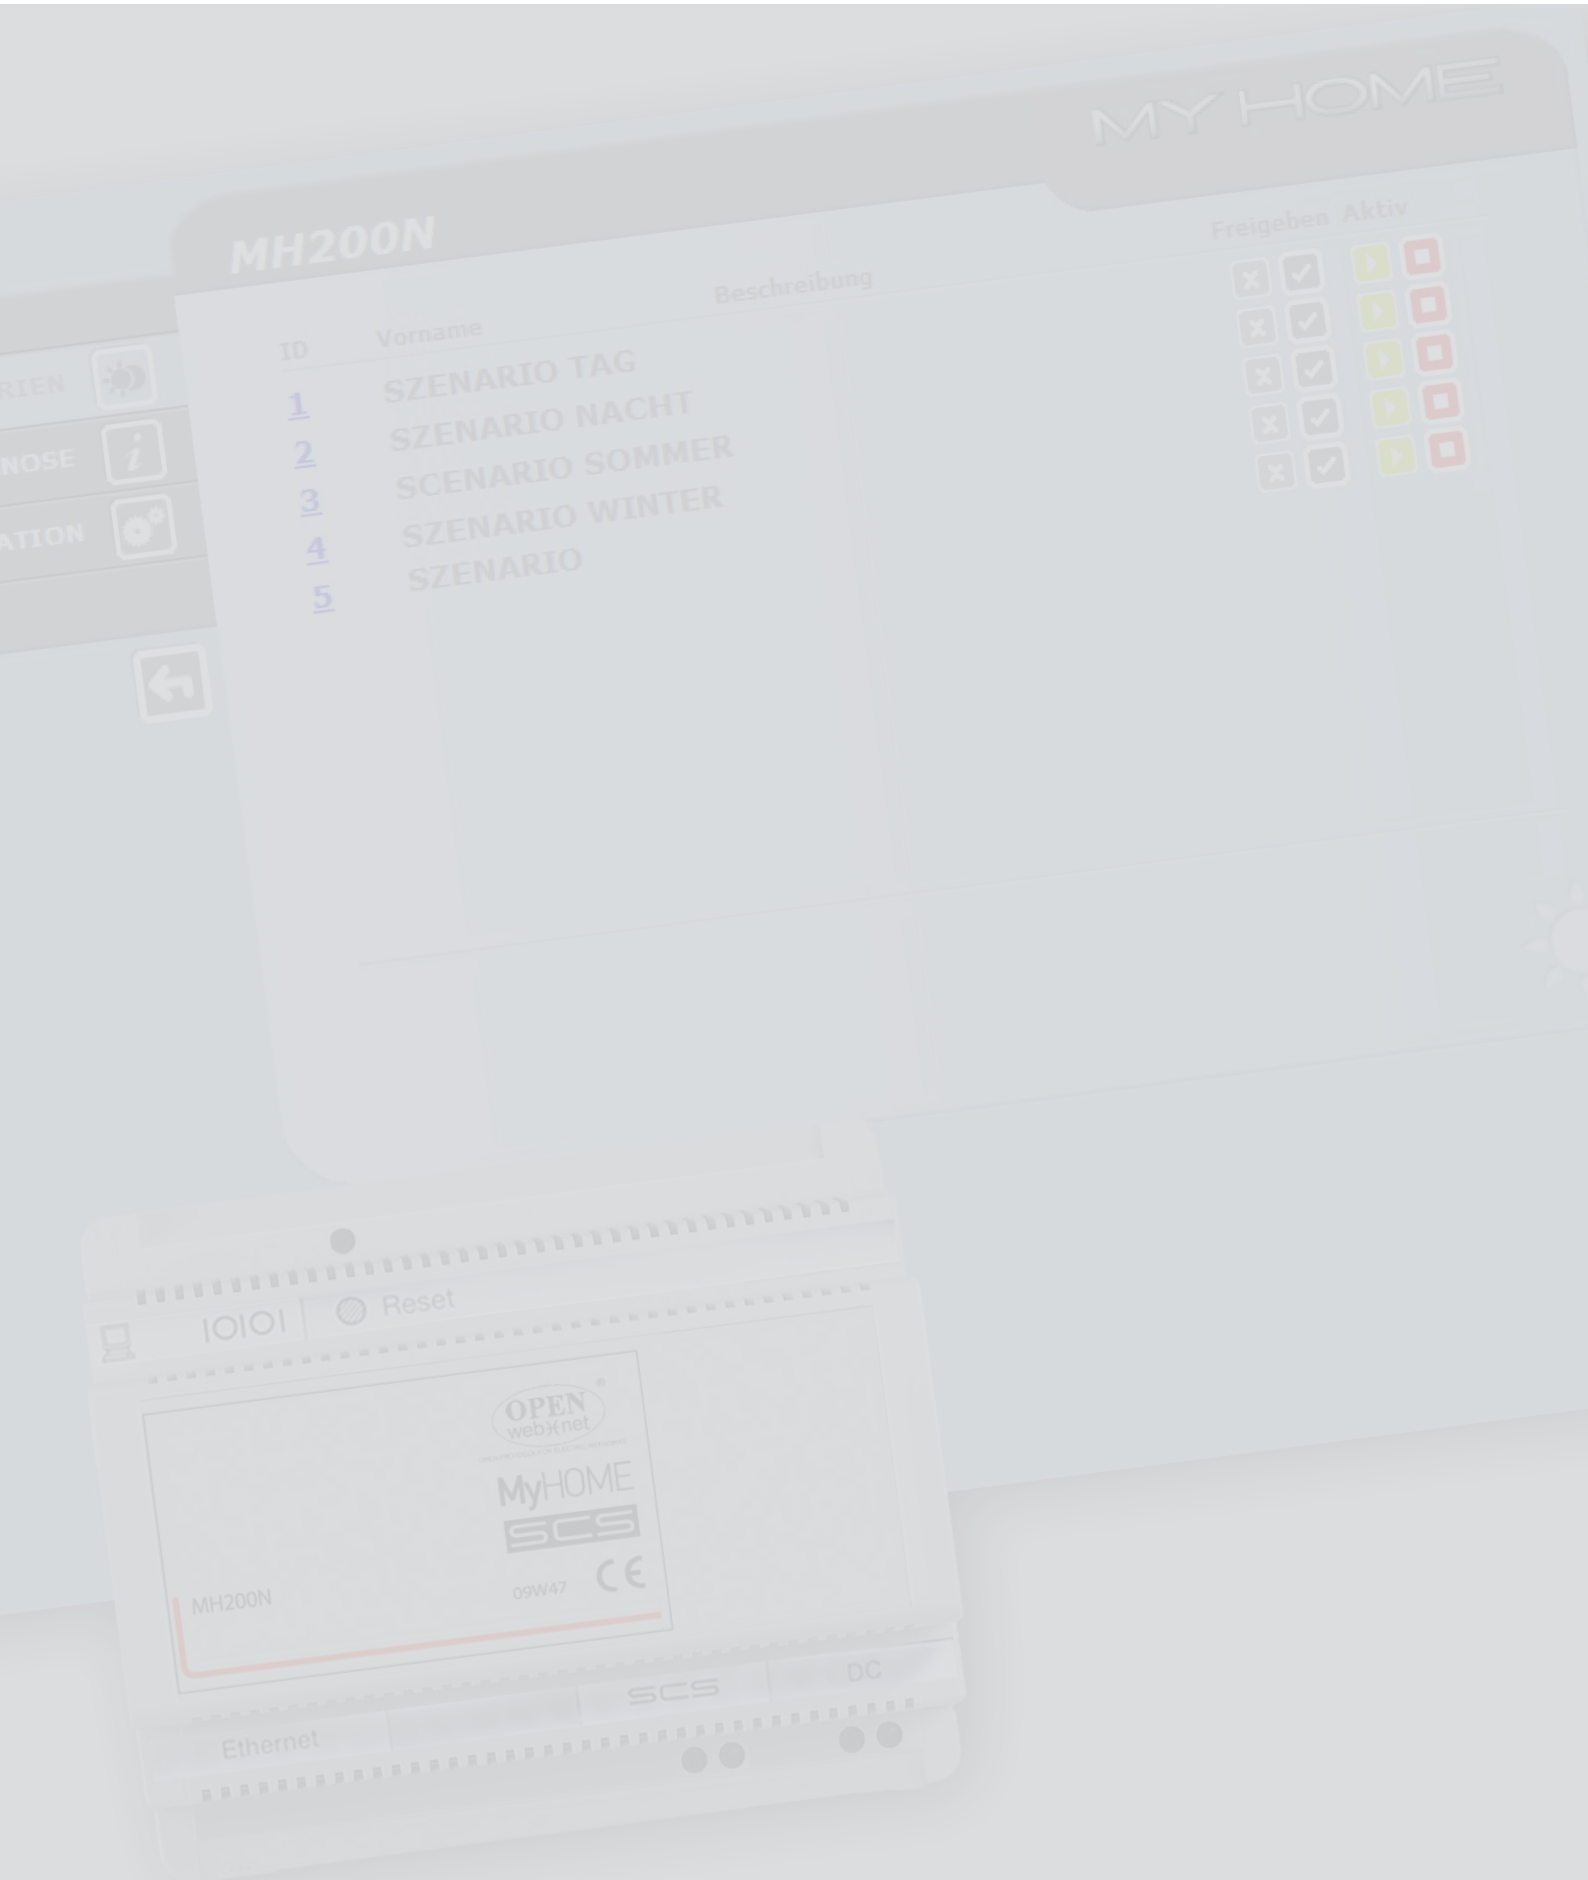 MY HOME
MH200N
Freigeben Aktiv
Beschreibung
ID Vorname
1 SZENARIO TAG
2 SZENARIO NACHT
3 SCENARIO SOMMER
4 SZENARIO WINTER
5 SZENARIO
RIEN
NOSE
i
ATION
IOIOI Reset
OPEN
web net
MyHOME
SCS
MH200N
09W47 CE
Ethernet
SCS
DC